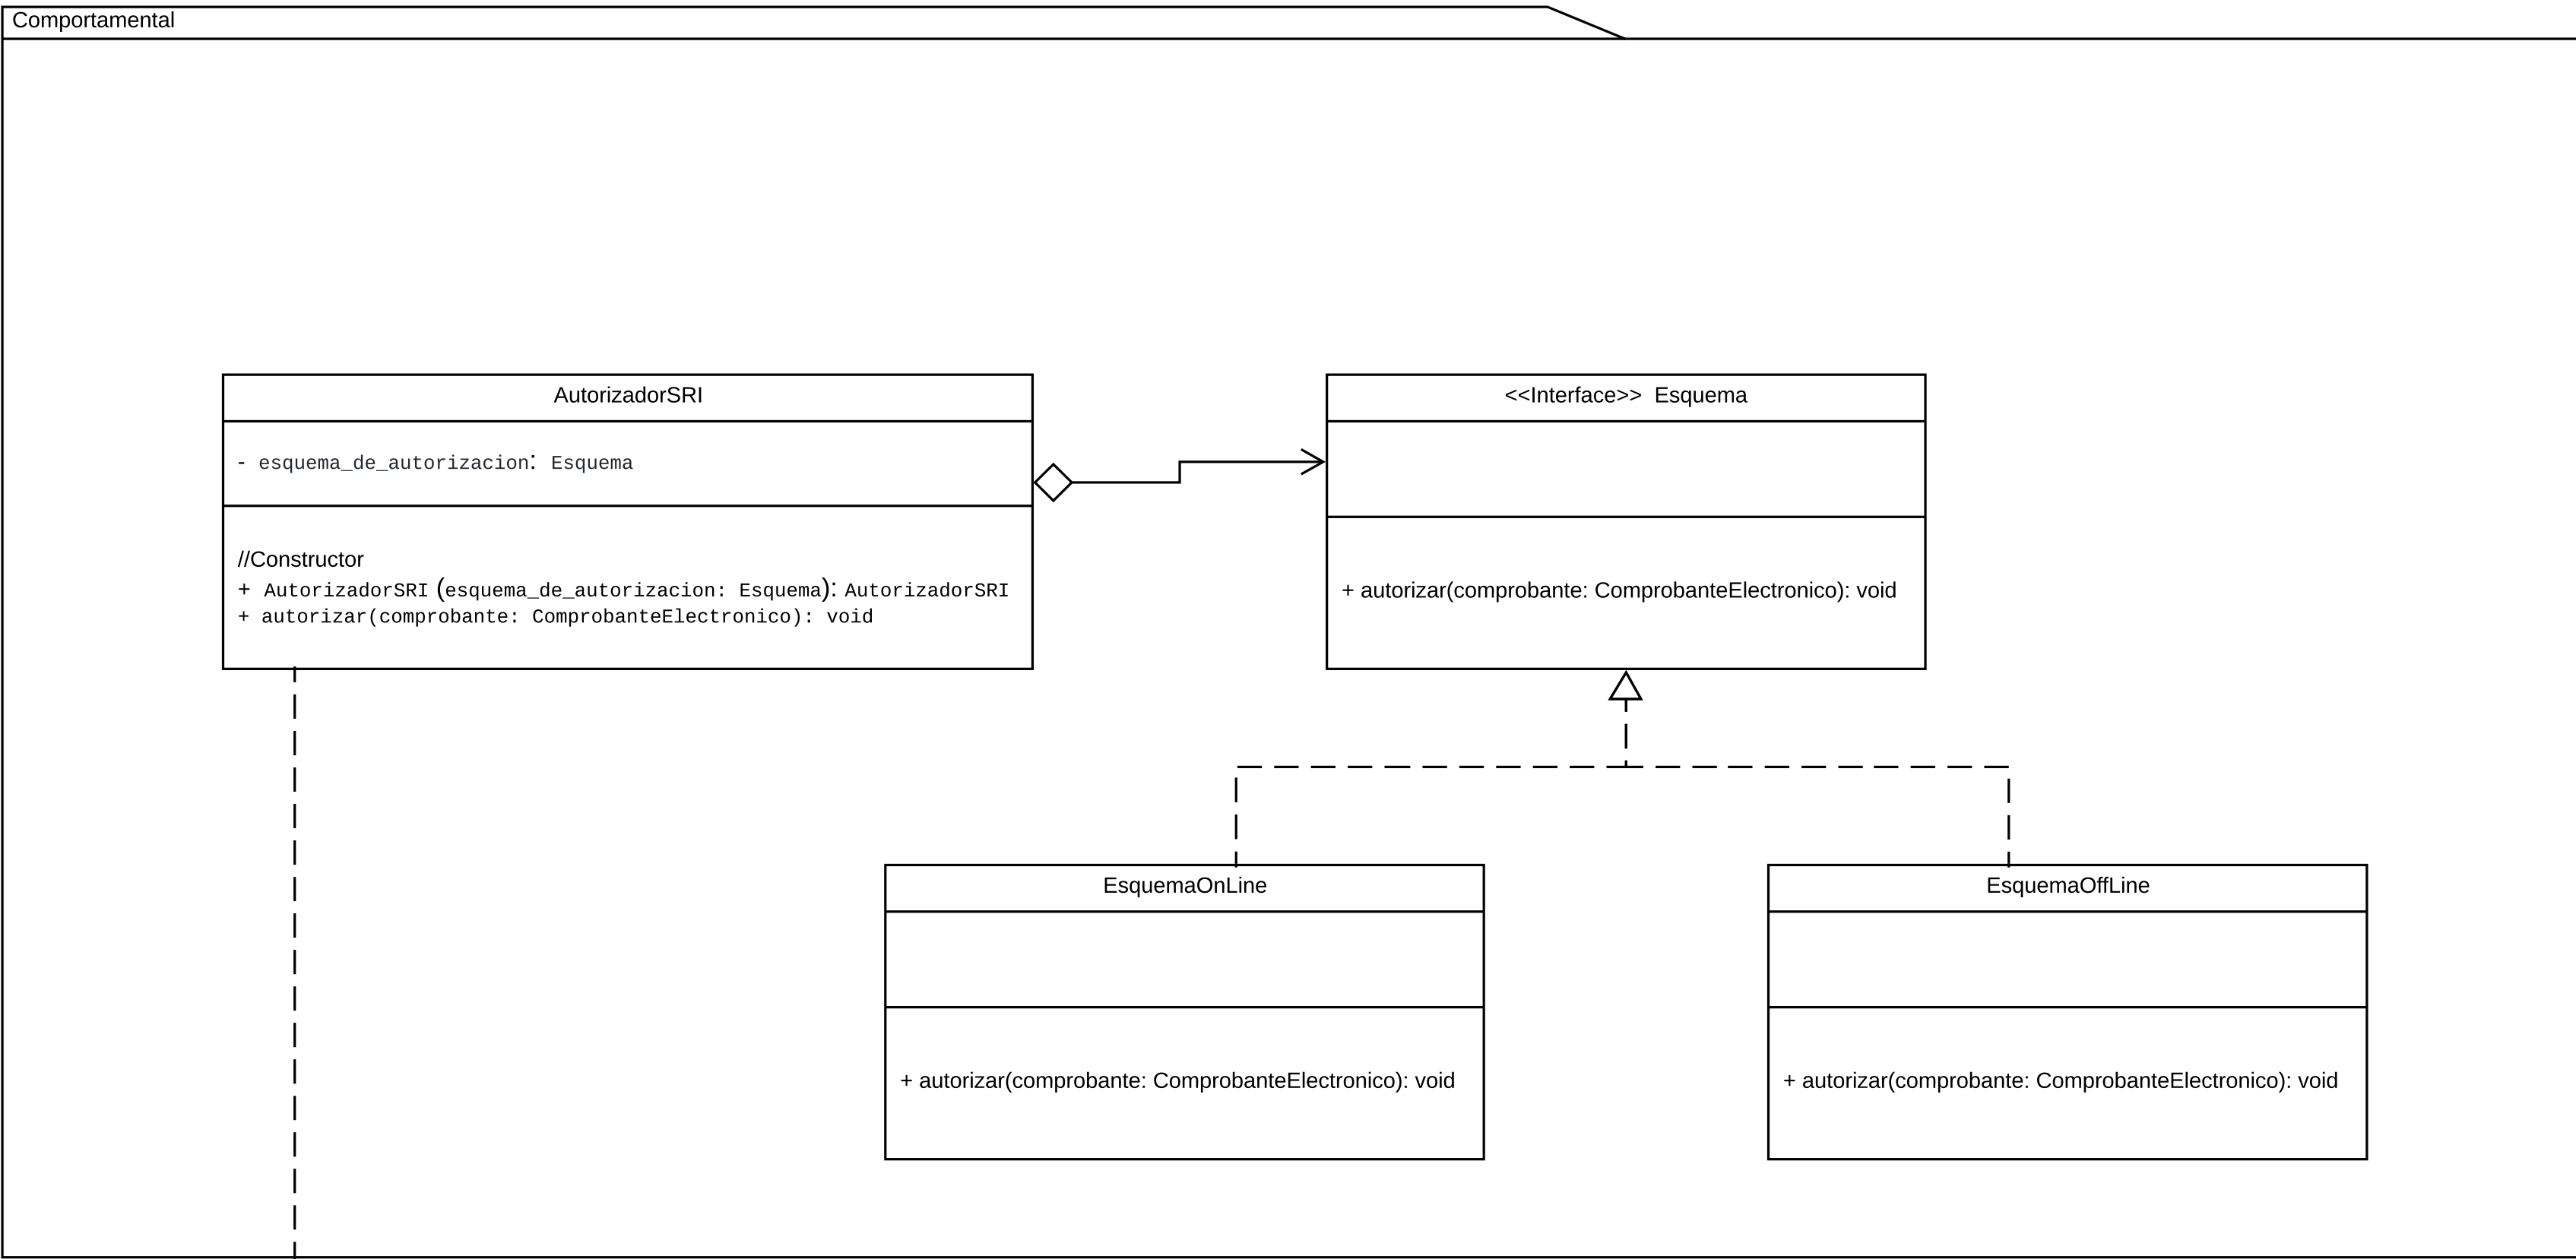 Comportamental
AutorizadorSRI
- esquema_de_autorizacion: Esquema
//Constructor
+ AutorizadorSRI (esquema_de_autorizacion: Esquema): AutorizadorSRI
+ autorizar(comprobante: ComprobanteElectronico): void
<<Interface>> Esquema
+ autorizar(comprobante: ComprobanteElectronico): void
EsquemaOnLine
+ autorizar(comprobante: ComprobanteElectronico): void
EsquemaOffLine
+ autorizar(comprobante: ComprobanteElectronico): void